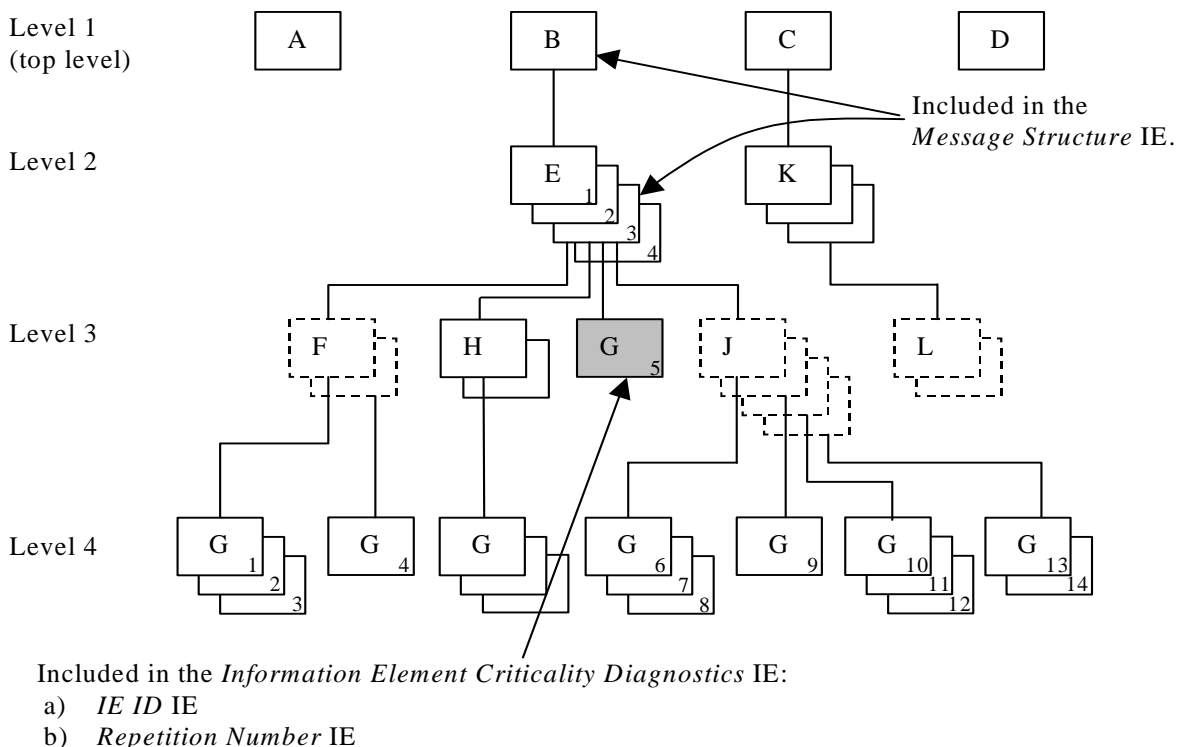 Level 1
(top level)
A
B
C
D
Included in the
Message Structure IE.
Level 2
E
1
2
3
4
K
Level 3
F
H
G
5
J
L
Level 4
G
1
2
3
G
4
G
G
6
7
8
G
9
G
10
11
12
G
13
14
Included in the Information Element Criticality Diagnostics IE:
a) IE ID IE
b) Repetition Number IE